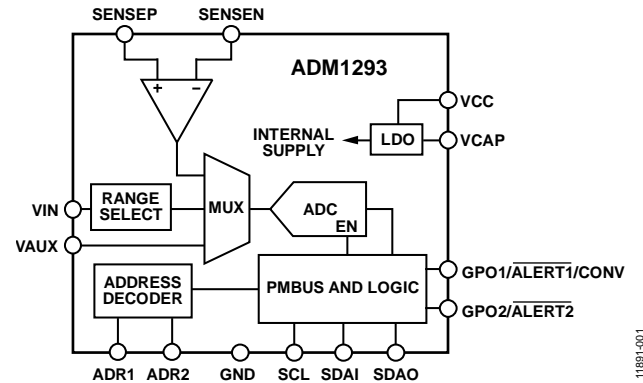 SENSEP SENSEN
ADM1293
+ –
VCC
INTERNAL
SUPPLY
LDO
VCAP
VIN
RANGE
SELECT
MUX
ADC
EN
VAUX
ADDRESS
DECODER
PMBUS AND LOGIC
GPO1/ALERT1/CONV
GPO2/ALERT2
ADR1 ADR2 GND SCL SDAI SDAO
11891-001